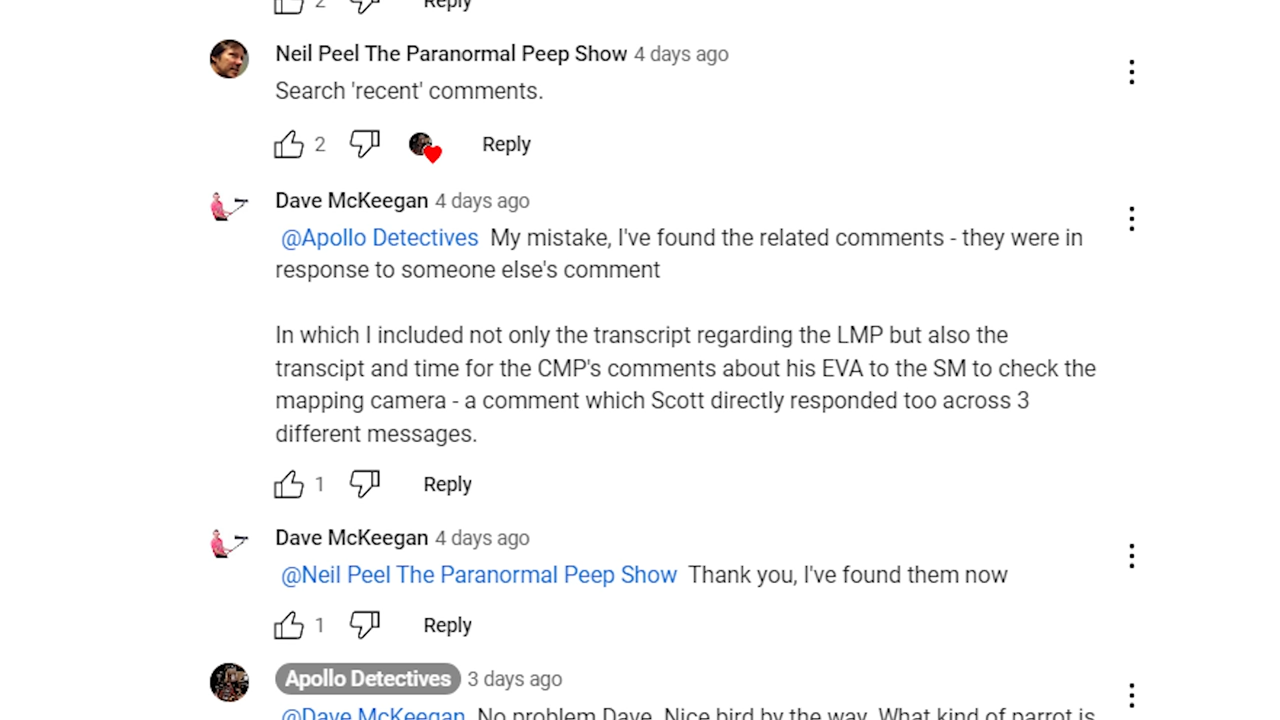 2 Reply
Neil Peel The Paranormal Peep Show 4 days ago
Search 'recent' comments.
2 Reply
Dave McKeegan 4 days ago
@Apollo Detectives My mistake, I've found the related comments - they were in
response to someone else's comment
In which I included not only the transcript regarding the LMP but also the
transcipt and time for the CMP's comments about his EVA to the SM to check the
mapping camera - a comment which Scott directly responded too across 3
different messages.
1 Reply
Dave McKeegan 4 days ago
@Neil Peel The Paranormal Peep Show Thank you, I've found them now
1 Reply
Apollo Detectives 3 days ago
@Dave McKeegan No problem Dave. Nice bird by the way. What kind of parrot is